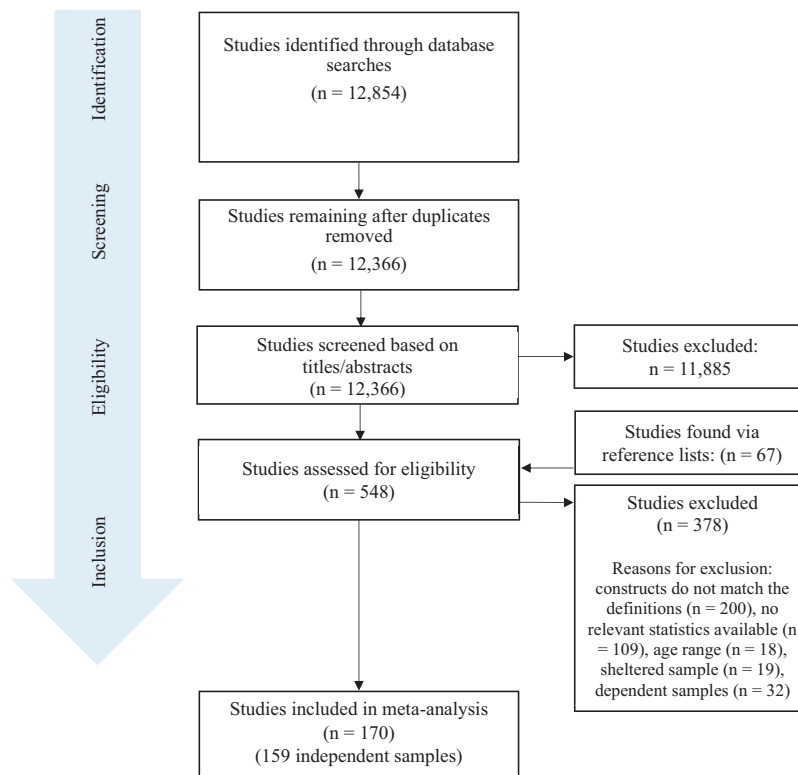 Identification
Studies identified through database
searches
(n = 12,854)
Screening
Studies remaining after duplicates
removed
(n = 12,366)
Eligibility
Studies screened based on
titles/abstracts
(n = 12,366)
Studies excluded:
n = 11,885
Studies found via
reference lists: (n = 67)
Studies assessed for eligibility
(n = 548)
Studies excluded
(n = 378)
Reasons for exclusion:
constructs do not match the
definitions (n = 200), no
relevant statistics available (n
= 109), age range (n = 18),
sheltered sample (n = 19),
dependent samples (n = 32)
Inclusion
Studies included in meta-analysis
n = 170)
(159 independent samples)